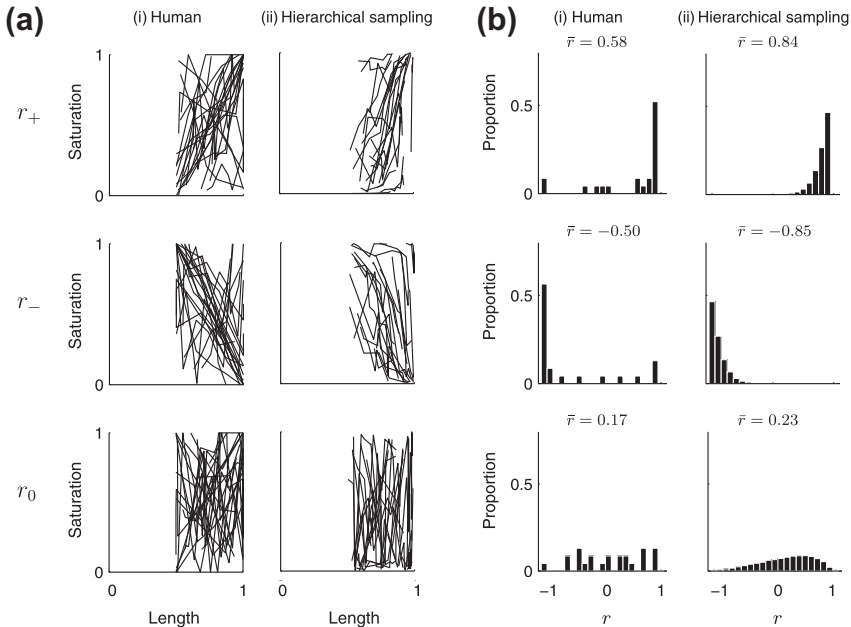 (a)
(i) Human
(ii) Hierarchical sampling
(b)
(i) Human
(ii) Hierarchical sampling
r̄ = 0.58
r̄ = 0.84
r₊
Saturation
1
0
Proportion
0.5
0
r̄ = −0.50
r̄ = −0.85
r₋
Saturation
1
0
Proportion
0.5
0
r̄ = 0.17
r̄ = 0.23
r₀
Saturation
1
0
Proportion
0.5
0
0 1
0 1
−1 0 1
−1 0 1
Length
Length
r
r